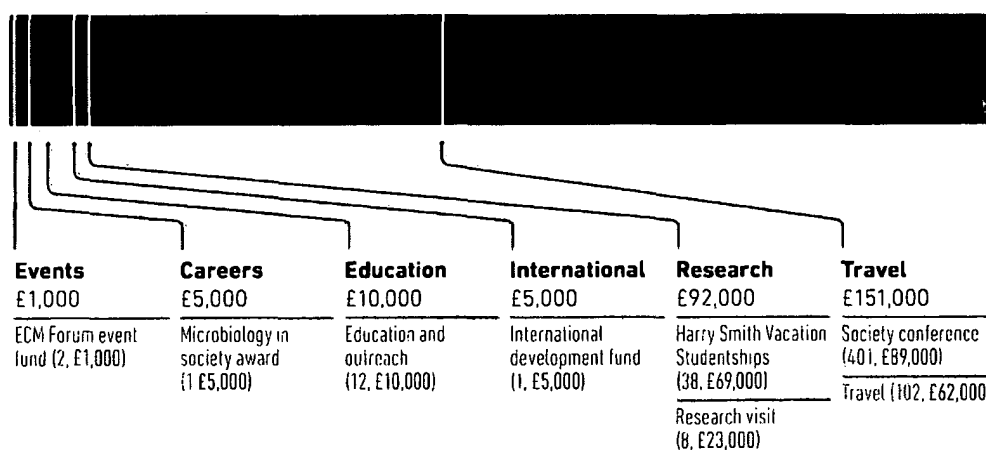 Events
£1,000
ECM Forum event
fund (2, £1,000)
Careers
£5,000
Microbiology in
society award
(1 £5,000)
Education
£10,000
Education and
outreach
(12, £10,000)
International
£5,000
International
development fund
(1, £5,000)
Research
£92,000
Harry Smith Vacation
Studentships
(38, £69,000)
Research visit
(8, £23,000)
Travel
£151,000
Society conference
(401, £89,000)
Travel (102, £62,000